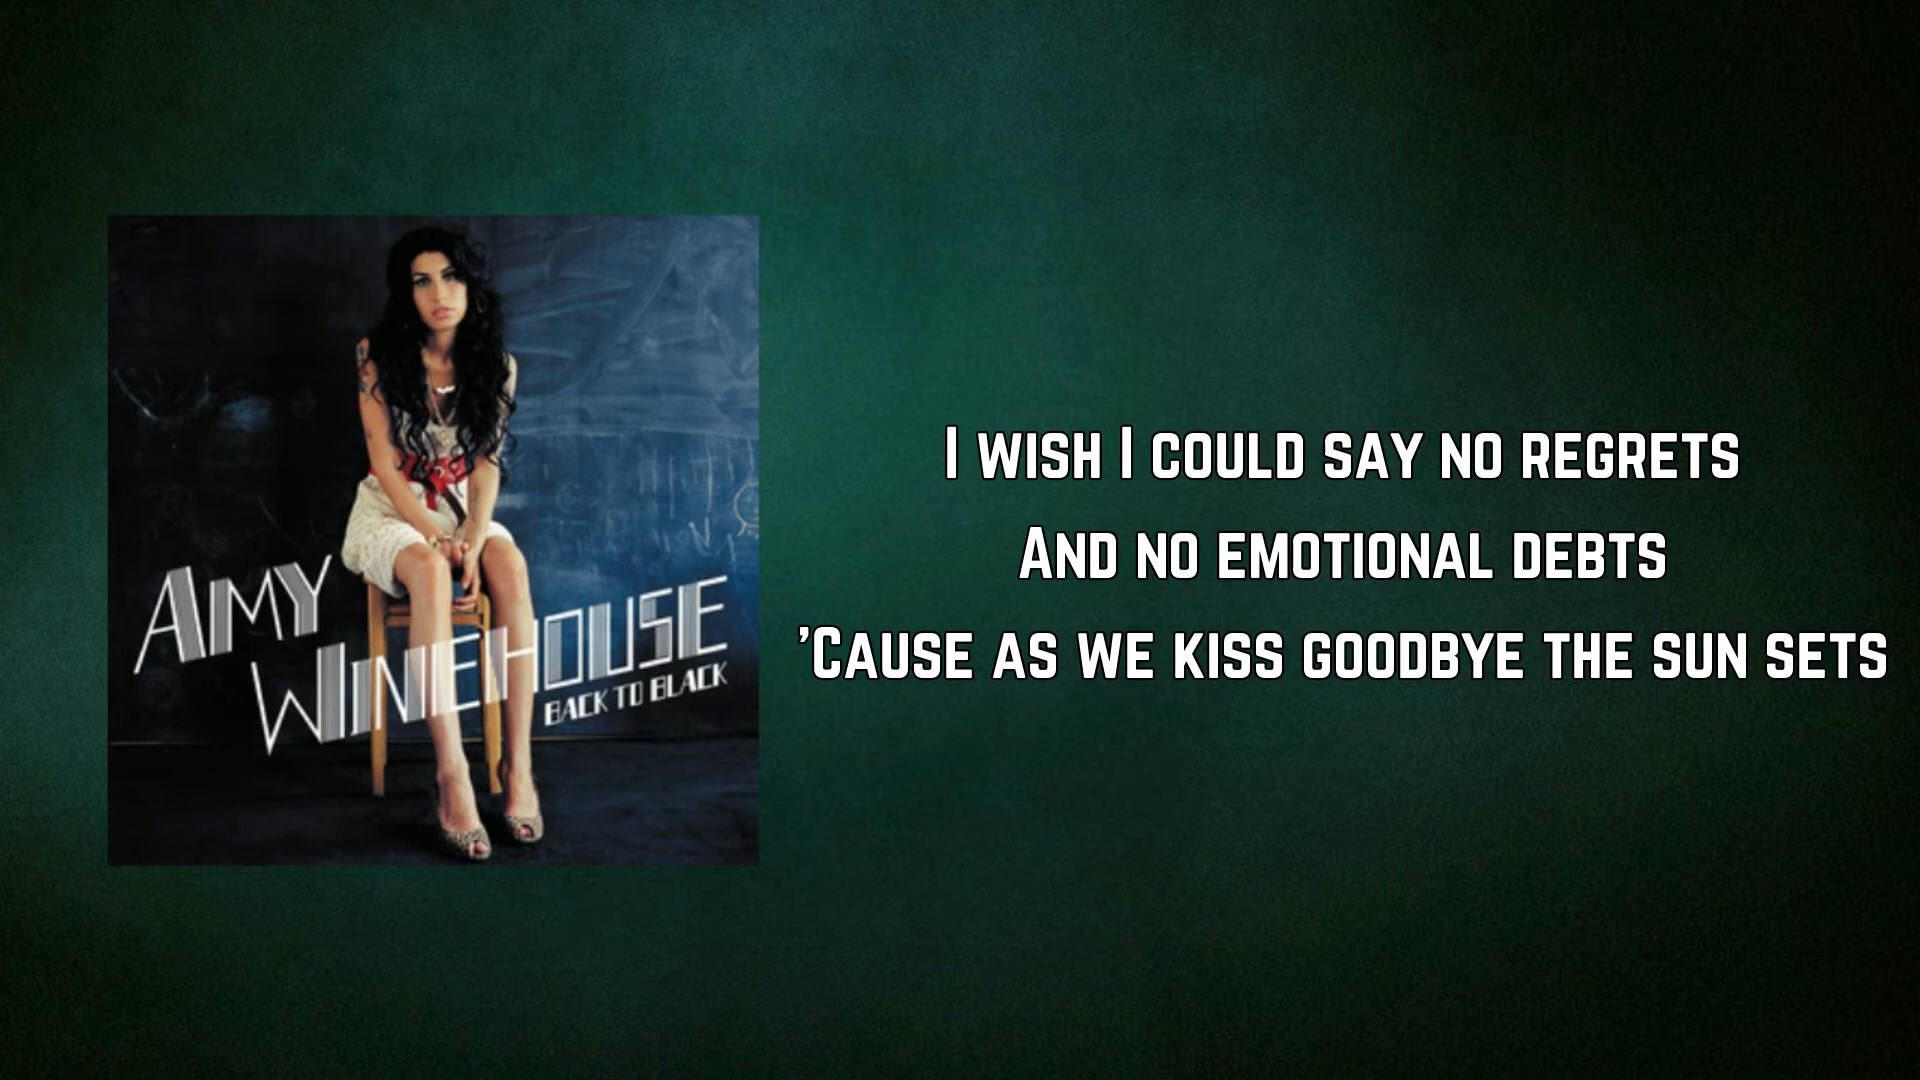 Amy
Winehouse
Back to Black
I wish I could say no regrets
And no emotional debts
'Cause as we kiss goodbye the sun sets